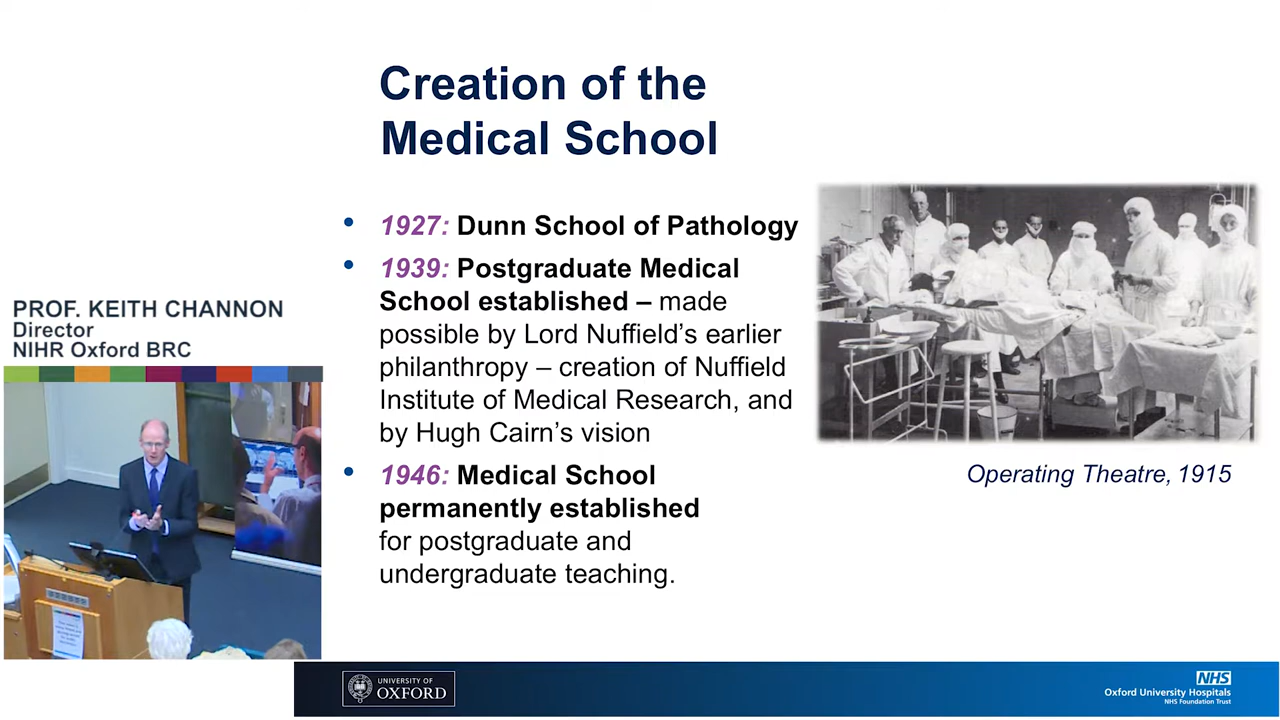 Creation of the
Medical School
• 1927: Dunn School of Pathology
• 1939: Postgraduate Medical
School established – made
possible by Lord Nuffield’s earlier
philanthropy – creation of Nuffield
Institute of Medical Research, and
by Hugh Cairn’s vision
• 1946: Medical School
permanently established
for postgraduate and
undergraduate teaching.
Operating Theatre, 1915
PROF. KEITH CHANNON
Director
NIHR Oxford BRC
UNIVERSITY OF
OXFORD
NHS
Oxford University Hospitals
NHS Foundation Trust